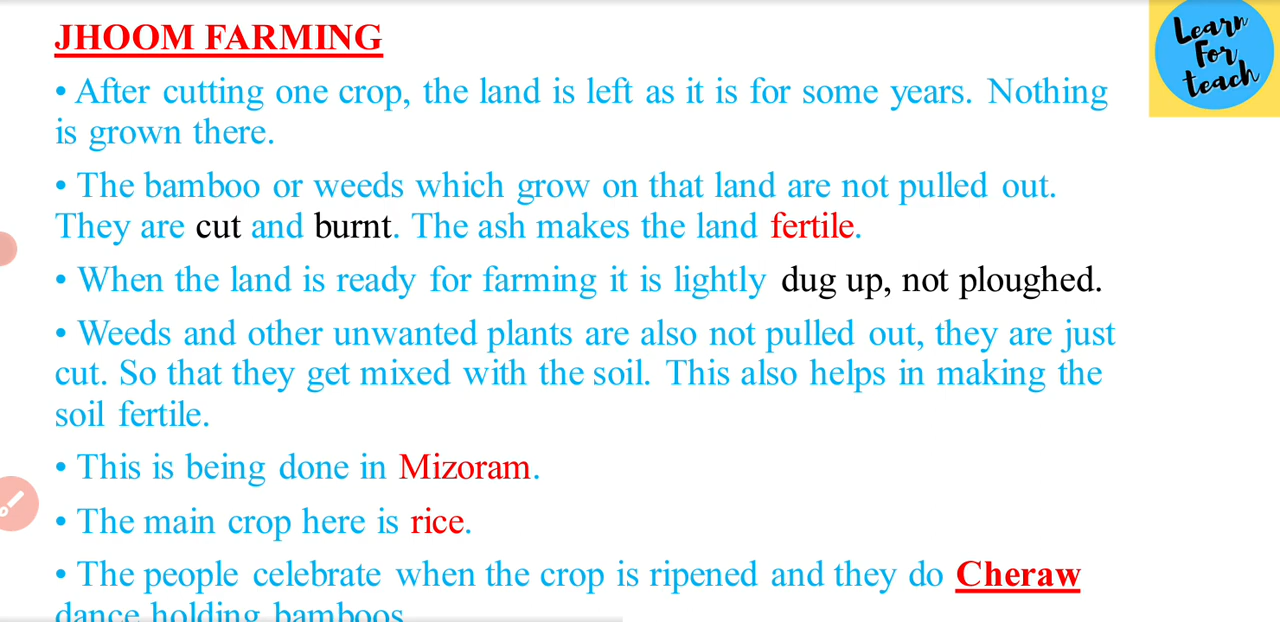 JHOOM FARMING
• After cutting one crop, the land is left as it is for some years. Nothing
is grown there.
• The bamboo or weeds which grow on that land are not pulled out.
They are cut and burnt. The ash makes the land fertile.
• When the land is ready for farming it is lightly dug up, not ploughed.
• Weeds and other unwanted plants are also not pulled out, they are just
cut. So that they get mixed with the soil. This also helps in making the
soil fertile.
• This is being done in Mizoram.
• The main crop here is rice.
• The people celebrate when the crop is ripened and they do Cheraw
dance holding bamboos
Learn
For
teach